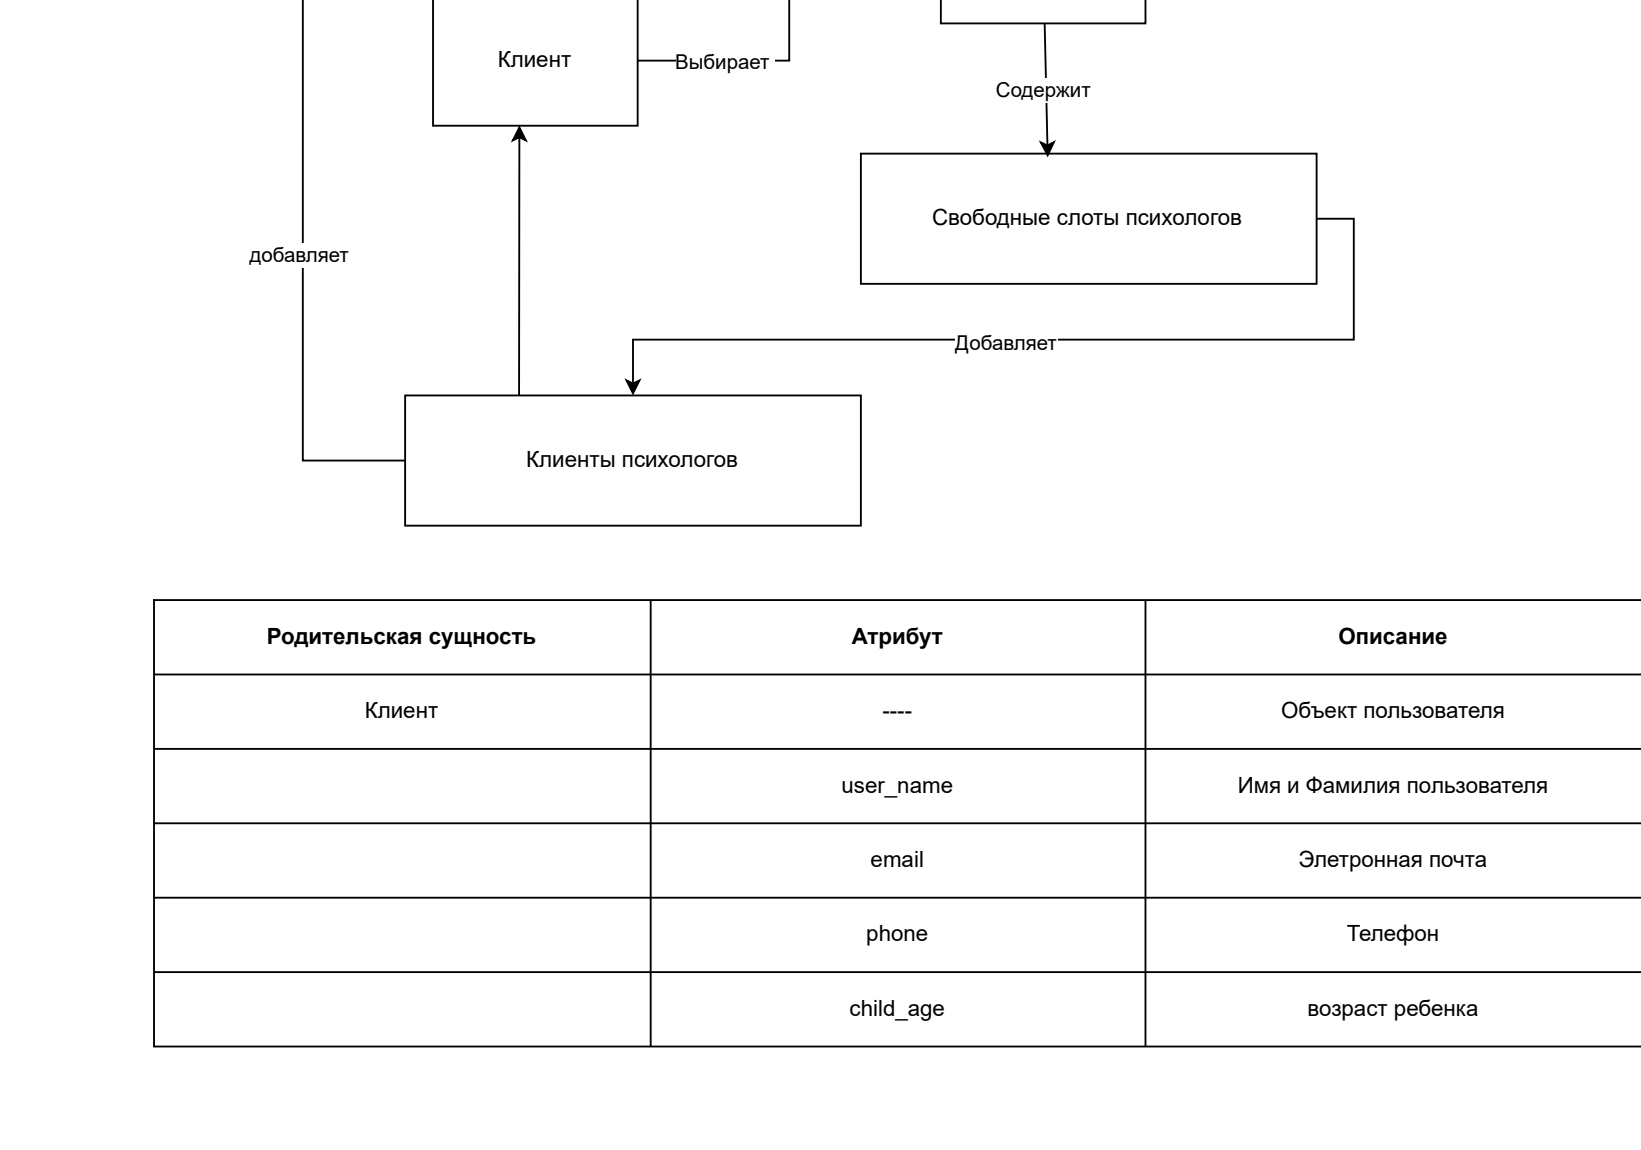 Клиент
Выбирает
Содержит
Свободные слоты психологов
добавляет
Добавляет
Клиенты психологов
Родительская сущность Атрибут Описание
Клиент ---- Объект пользователя
user_name Имя и Фамилия пользователя
email Элетронная почта
phone Телефон
child_age возраст ребенка